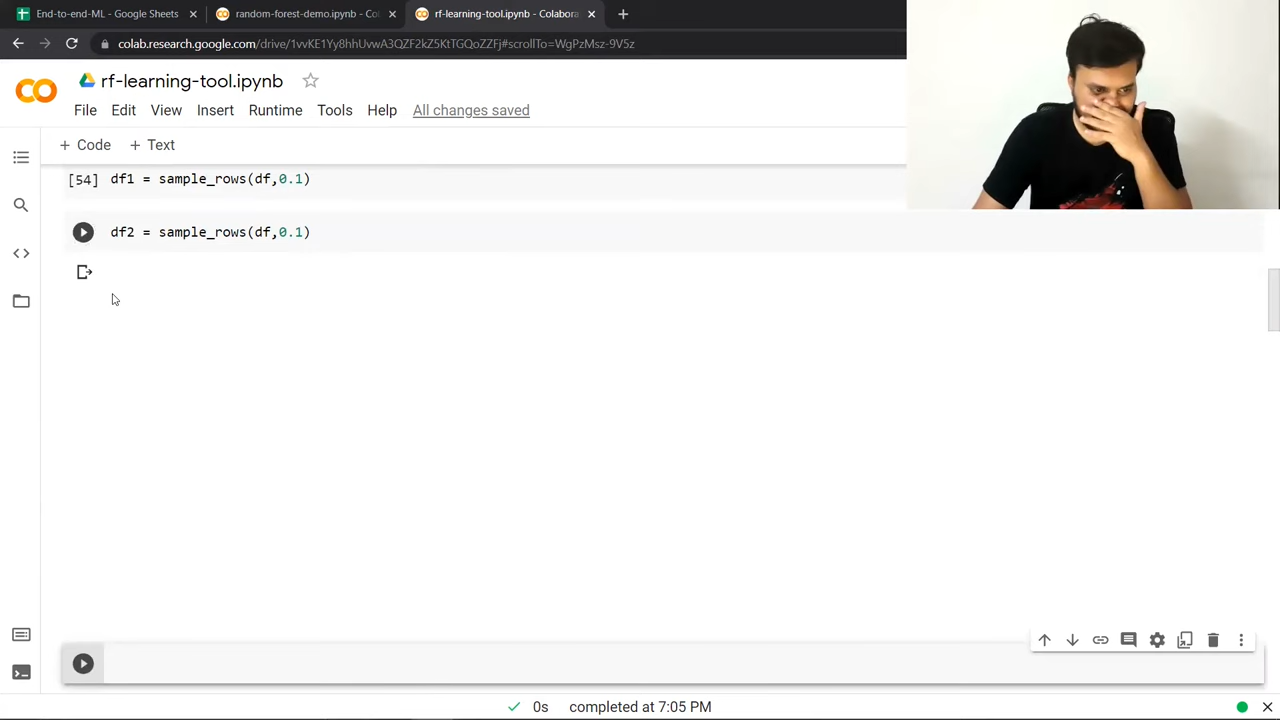 End-to-end-ML - Google Sheets
random-forest-demo.ipynb - Col
rf-learning-tool.ipynb - Colabora
colab.research.google.com/drive/1vvKE1Yy8hhUvwA3QZF2kZ5KtTGQoZZFj#scrollTo=WgPzMsz-9V5z
rf-learning-tool.ipynb
File Edit View Insert Runtime Tools Help All changes saved
+ Code + Text
[54] df1 = sample_rows(df,0.1)
df2 = sample_rows(df,0.1)
0s completed at 7:05 PM